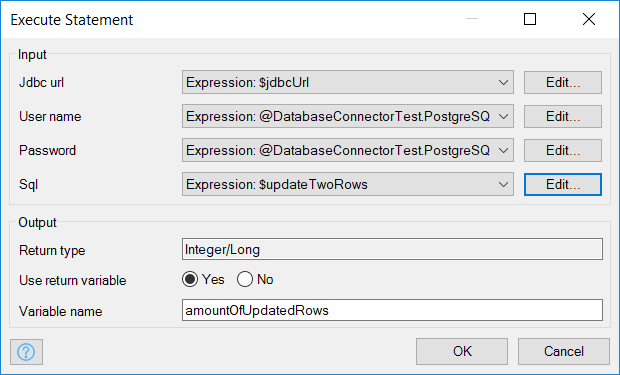 Execute Statement
Input
Jdbc url Expression: $jdbcUrl Edit...
User name Expression: @DatabaseConnectorTest.PostgreSQ Edit...
Password Expression: @DatabaseConnectorTest.PostgreSQ Edit...
Sql Expression: $updateTwoRows Edit...
Output
Return type Integer/Long
Use return variable Yes No
Variable name amountOfUpdatedRows
? OK Cancel